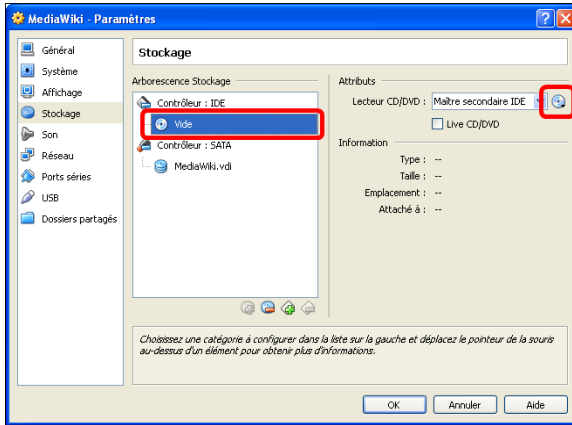 MediaWiki - Paramètres
Général
Système
Affichage
Stockage
Son
Réseau
Ports séries
USB
Dossiers partagés
Stockage
Arborescence Stockage
Contrôleur : IDE
Vide
Contrôleur : SATA
MediaWiki.vdi
Attributs
Lecteur CD/DVD : Maître secondaire IDE
Live CD/DVD
Information
Type : --
Taille : --
Emplacement : --
Attaché à : --
Choisissez une catégorie à configurer dans la liste sur la gauche et déplacez le pointeur de la souris
au-dessus d'un élément pour obtenir plus d'informations.
OK Annuler Aide